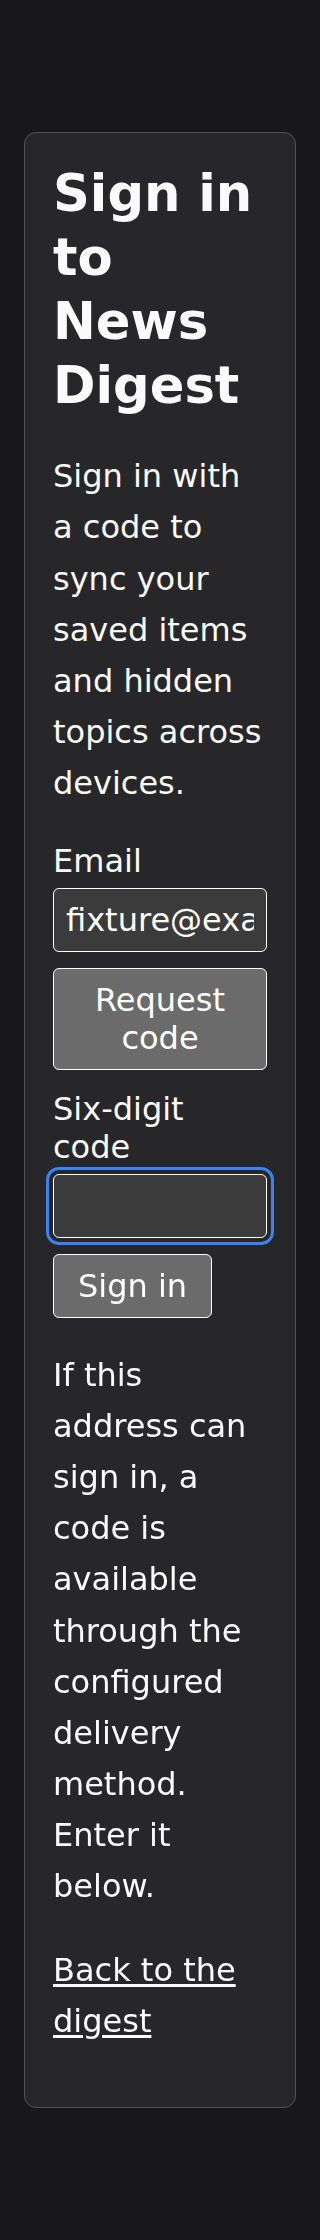 Sign in
to
News
Digest
Sign in with
a code to
sync your
saved items
and hidden
topics across
devices.
Email
fixture@exa
Request
code
Six-digit
code
Sign in
If this
address can
sign in, a
code is
available
through the
configured
delivery
method.
Enter it
below.
Back to the
digest